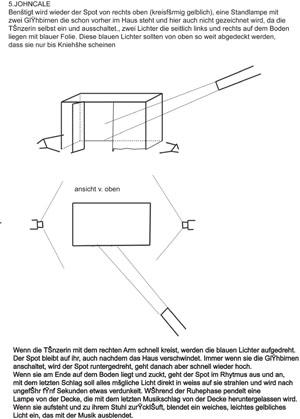 5.JOHNCALE
Benštigt wird wieder der Spot von rechts oben (kreisfšrmig gelblich), eine Standlampe mit
zwei GlŸhbirnen die schon vorher im Haus steht und hier auch nicht gezeichnet wird, da die
TŠnzerin selbst ein und ausschaltet., zwei Lichter die seitlich links und rechts auf dem Boden
liegen mit blauer Folie. Diese blauen Lichter sollten von oben so weit abgedeckt werden,
dass sie nur bis Kniehšhe scheinen
ansicht v. oben
Wenn die TŠnzerin mit dem rechten Arm schnell kreist, werden die blauen Lichter aufgedreht.
Der Spot bleibt auf ihr, auch nachdem das Haus verschwindet. Immer wenn sie die GlŸhbirnen
anschaltet, wird der Spot runtergedreht, geht danach aber schnell wieder hoch.
Wenn sie am Ende auf dem Boden liegt und zuckt, geht der Spot im Rhytmus aus und an,
mit dem letzten Schlag soll alles mšgliche Licht direkt in weiss auf sie strahlen und wird nach
ungefŠhr fŸnf Sekunden etwas verdunkelt. WŠhrend der Ruhephase pendelt eine
Lampe von der Decke, die mit dem letzten Musikschlag von der Decke heruntergelassen wird.
Wenn sie aufsteht und zu ihrem Stuhl zurŸcklŠuft, blendet ein weiches, leichtes gelbliches
Licht ein, das mit der Musik ausblendet.